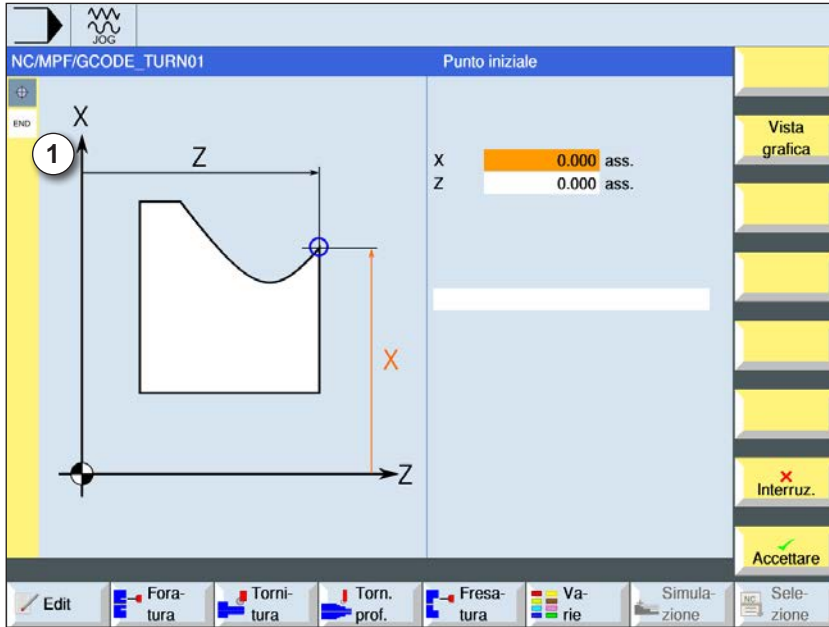 JOG
NC/MPF/GCODE_TURN01
Punto iniziale
END
1
X
Z
X
Z
X 0.000 ass.
Z 0.000 ass.
Vista
grafica
Interruz.
Accettare
Edit
Fora-
tura
Torni-
tura
Torn.
prof.
Fresa-
tura
Va-
rie
Simula-
zione
NC
Sele-
zione